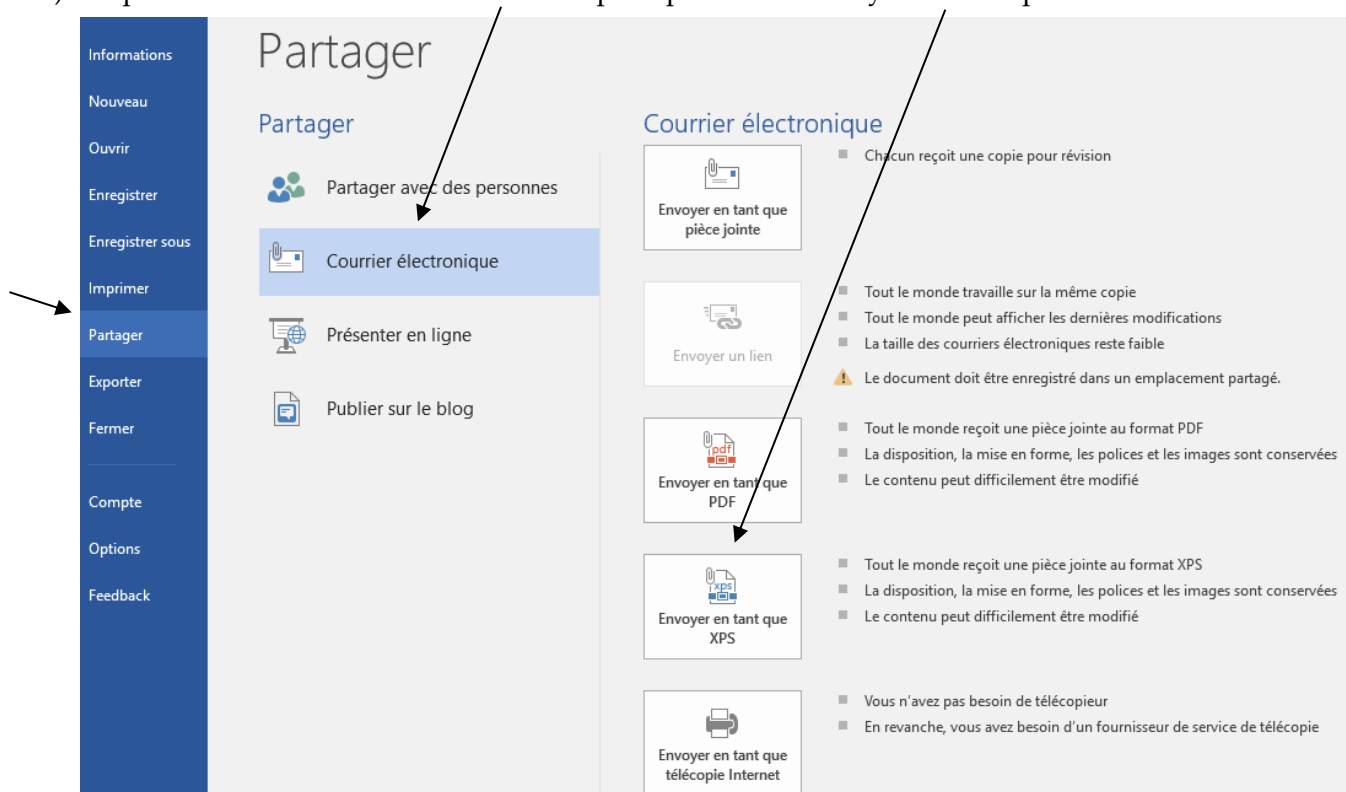 Partager
Informations
Nouveau
Ouvrir
Enregistrer
Enregistrer sous
Imprimer
Partager
Exporter
Fermer
Compte
Options
Feedback
Partager
Partager avec des personnes
Courrier électronique
Présenter en ligne
Publier sur le blog
Courrier électronique
Envoyer en tant que
pièce jointe
Chacun reçoit une copie pour révision
Envoyer un lien
Tout le monde travaille sur la même copie
Tout le monde peut afficher les dernières modifications
La taille des courriers électroniques reste faible
Le document doit être enregistré dans un emplacement partagé.
pdf
Envoyer en tant que
PDF
Tout le monde reçoit une pièce jointe au format PDF
La disposition, la mise en forme, les polices et les images sont conservées
Le contenu peut difficilement être modifié
xps
Envoyer en tant que
XPS
Tout le monde reçoit une pièce jointe au format XPS
La disposition, la mise en forme, les polices et les images sont conservées
Le contenu peut difficilement être modifié
Envoyer en tant que
télécopie Internet
Vous n'avez pas besoin de télécopieur
En revanche, vous avez besoin d'un fournisseur de service de télécopie